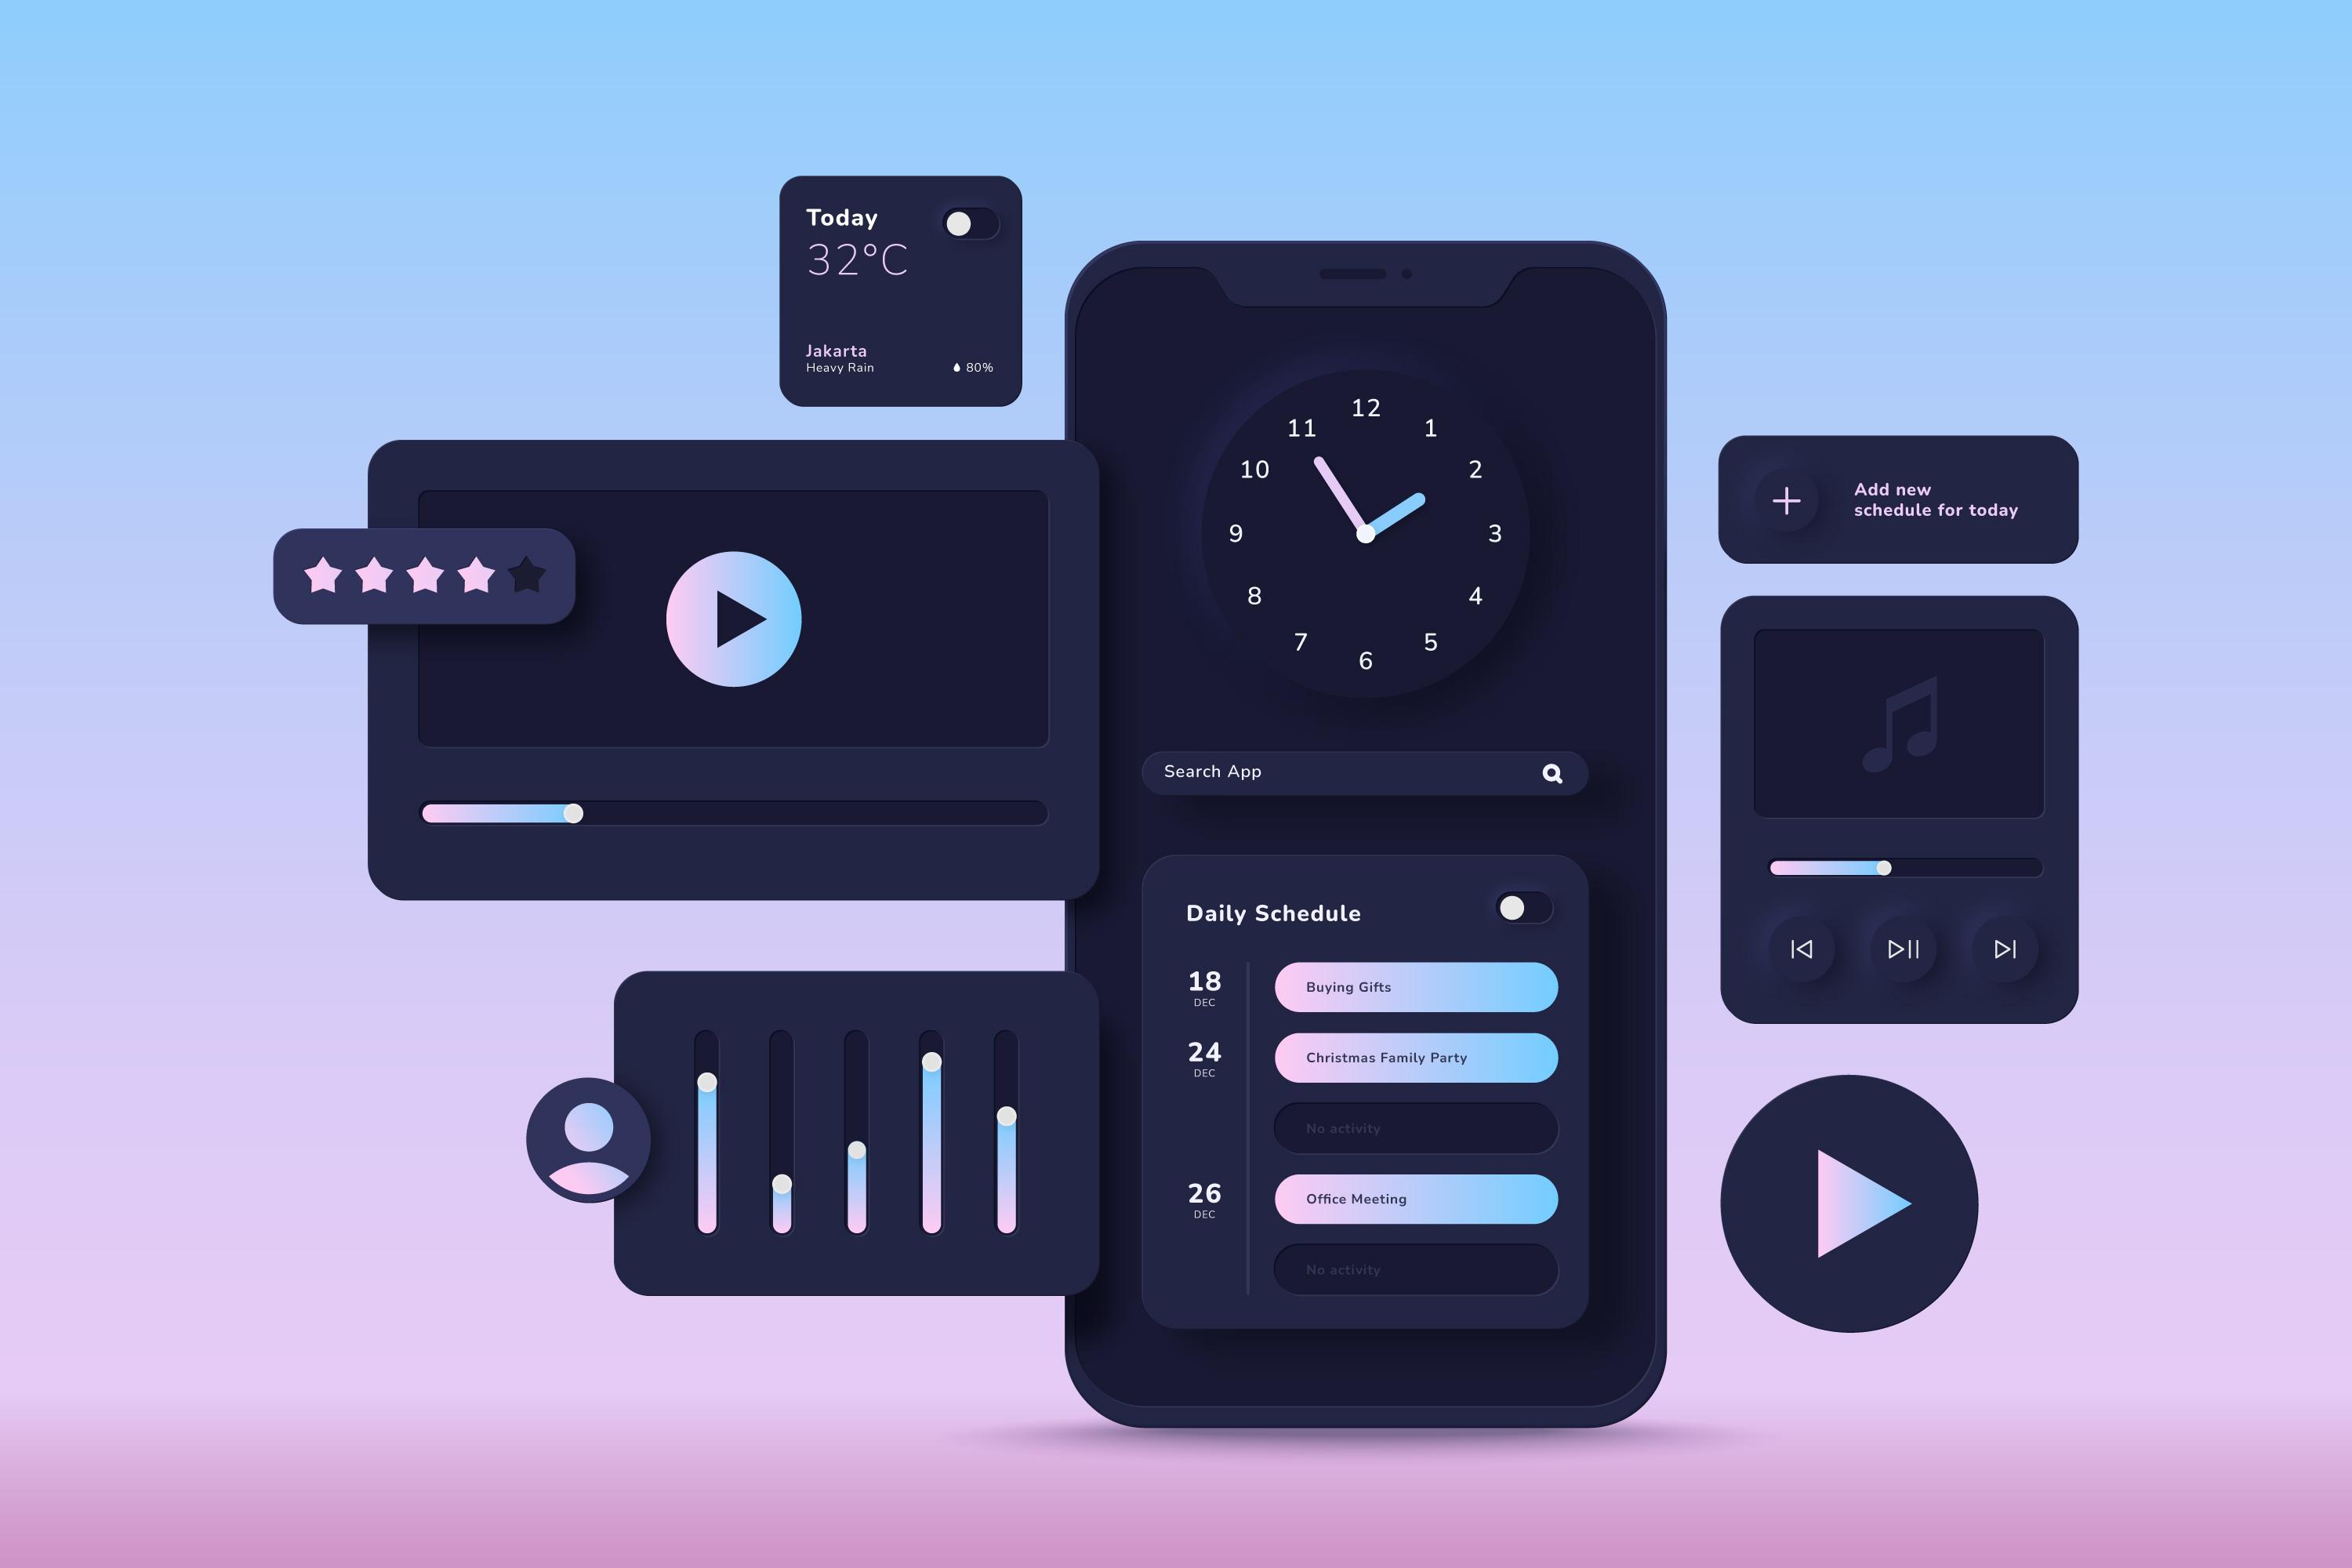 Today
32°C
Jakarta
Heavy Rain
80%
12
11
1
10
2
9
3
8
4
7
5
6
Search App
Daily Schedule
18
DEC
Buying Gifts
24
DEC
Christmas Family Party
No activity
26
DEC
Office Meeting
No activity
Add new
schedule for today